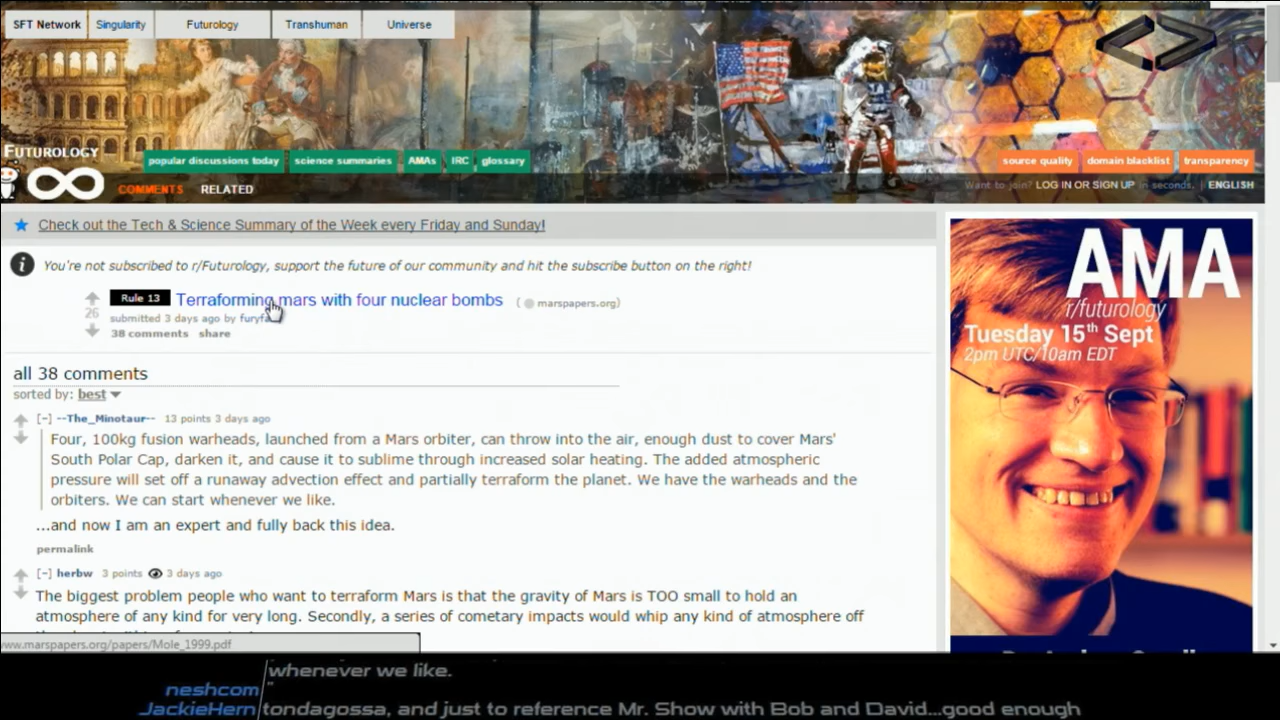 SFT Network Singularity Futurology Transhuman Universe
FUTUROLOGY
popular discussions today science summaries AMAs IRC glossary
source quality domain blacklist transparency
COMMENTS RELATED
Want to join? LOG IN OR SIGN UP in seconds. | ENGLISH
Check out the Tech & Science Summary of the Week every Friday and Sunday!
You're not subscribed to r/Futurology, support the future of our community and hit the subscribe button on the right!
26
Rule 13 Terraforming mars with four nuclear bombs ( marspapers.org)
submitted 3 days ago by
38 comments share
all 38 comments
sorted by: best
[–] --The_Minotaur-- 13 points 3 days ago
Four, 100kg fusion warheads, launched from a Mars orbiter, can throw into the air, enough dust to cover Mars'
South Polar Cap, darken it, and cause it to sublime through increased solar heating. The added atmospheric
pressure will set off a runaway advection effect and partially terraform the planet. We have the warheads and the
orbiters. We can start whenever we like.
...and now I am an expert and fully back this idea.
permalink
[–] herbw 3 points 3 days ago
The biggest problem people who want to terraform Mars is that the gravity of Mars is TOO small to hold an
atmosphere of any kind for very long. Secondly, a series of cometary impacts would whip any kind of atmosphere off
www.marspapers.org/papers/Mole_1999.pdf
AMA
r/futurology
Tuesday 15th Sept
2pm UTC/10am EDT
whenever we like.
neshcom "
JackieHern tondagossa, and just to reference Mr. Show with Bob and David...good enough